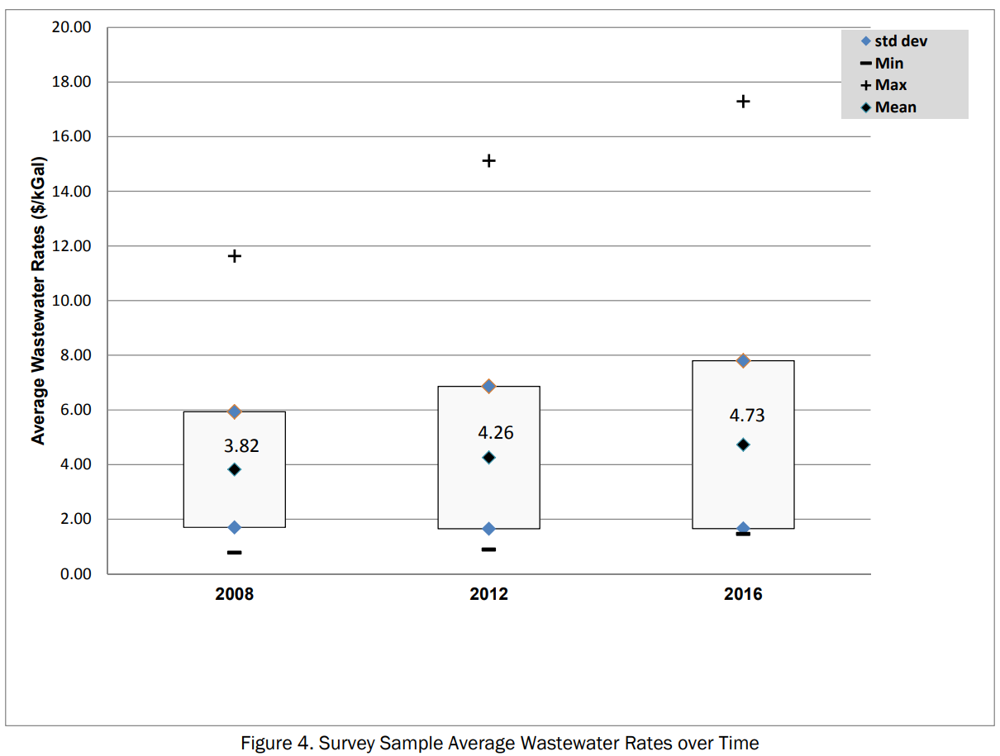 20.00
18.00
16.00
14.00
12.00
10.00
8.00
6.00
4.00
2.00
0.00
Average Wastewater Rates ($/kGal)
std dev
Min
Max
Mean
3.82
4.26
4.73
2008
2012
2016
Figure 4. Survey Sample Average Wastewater Rates over Time